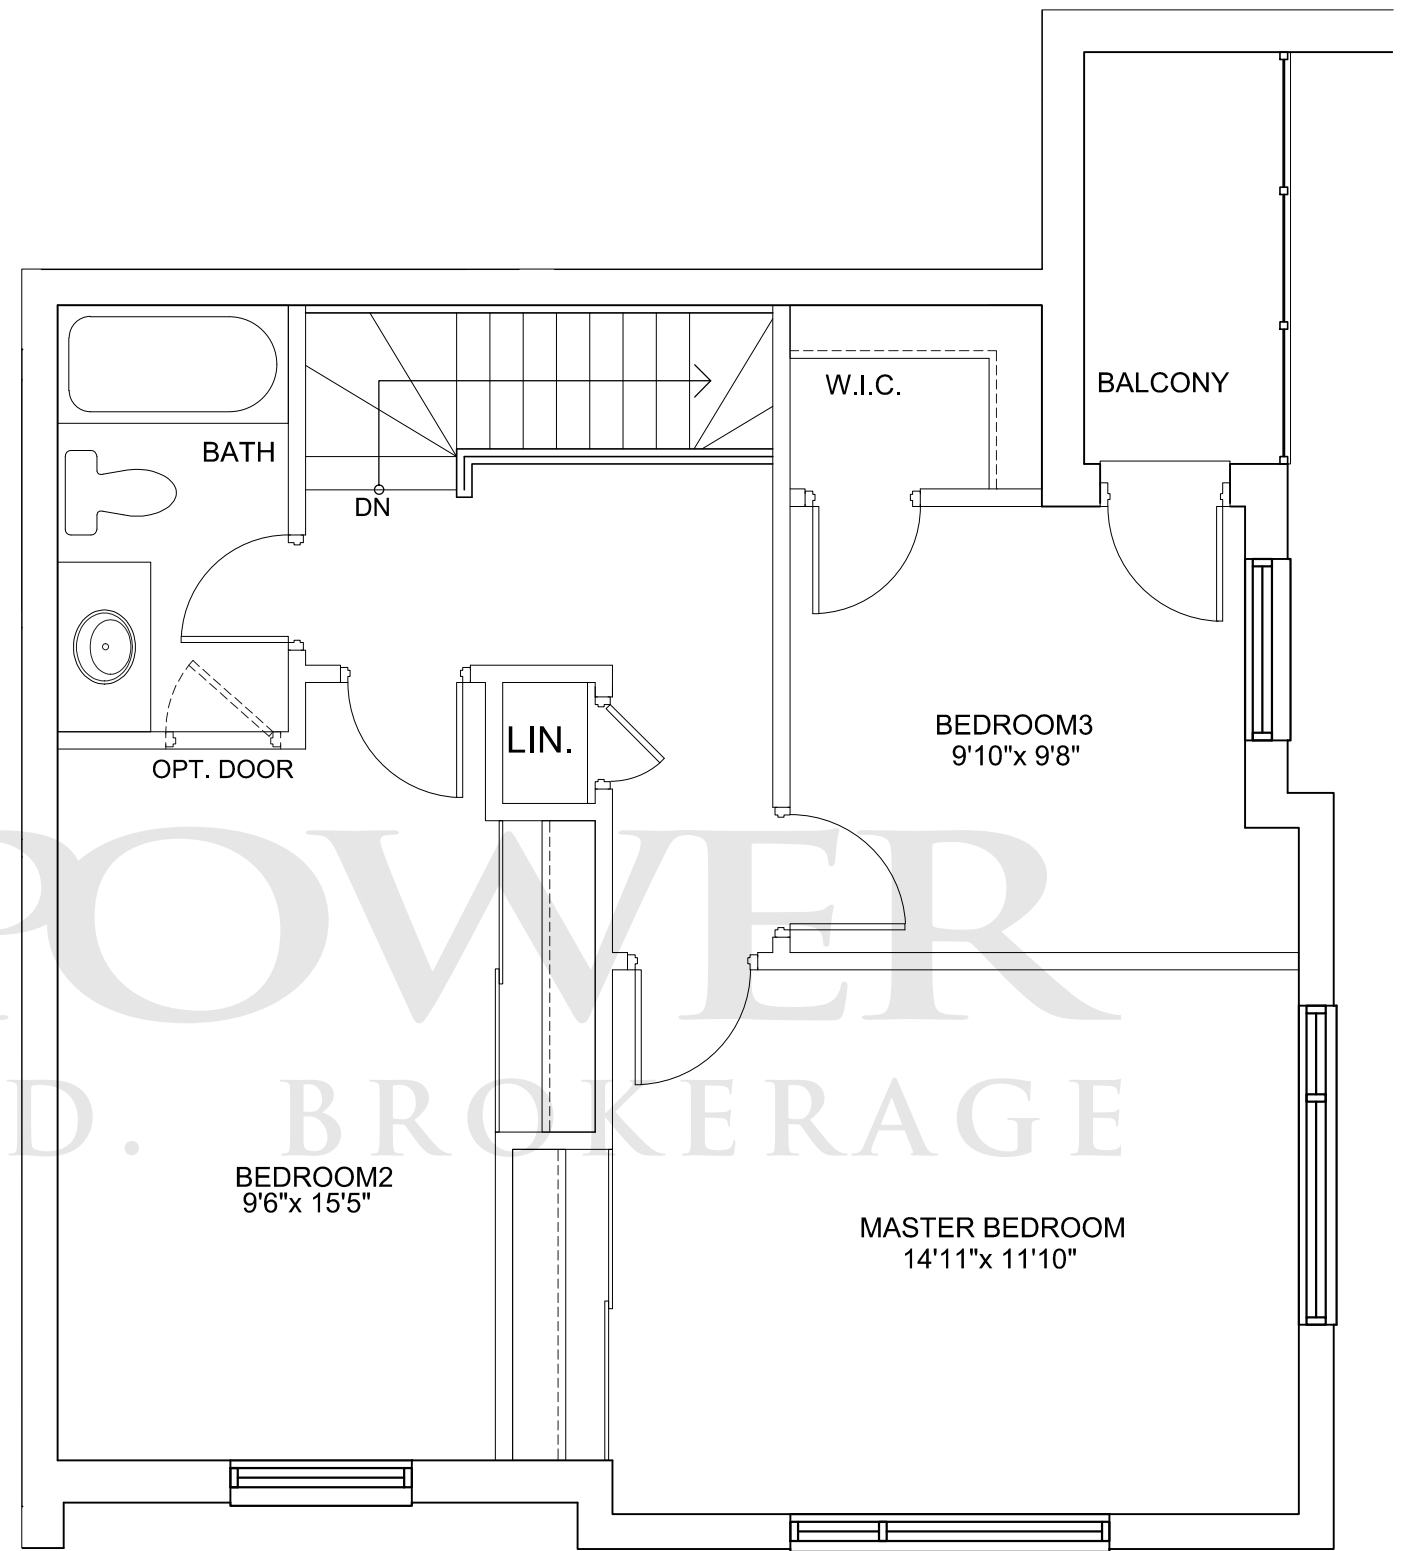 BALCONY
W.I.C.
BATH
DN
BEDROOM3
9'10"x 9'8"
LIN.
OPT. DOOR
POWER
D. BROKERAGE
BEDROOM2
9'6"x 15'5"
MASTER BEDROOM
14'11"x 11'10"